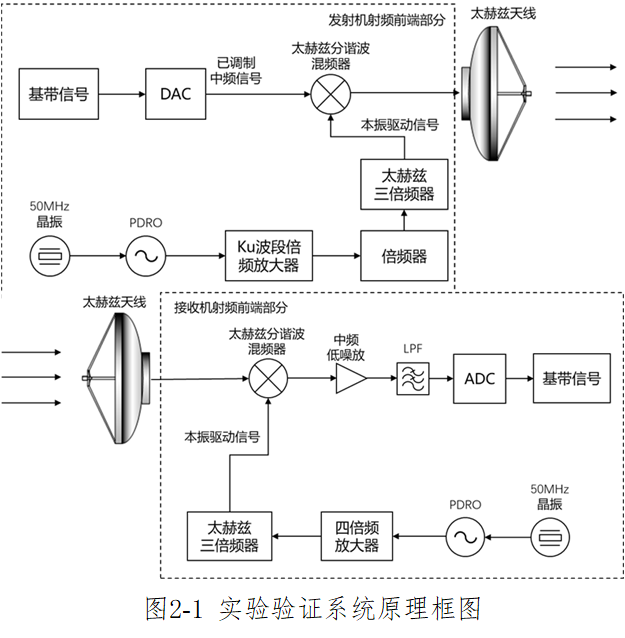 发射机射频前端部分
太赫兹天线
太赫兹分谐波
混频器
已调制
中频信号
基带信号
DAC
本振驱动信号
太赫兹
三倍频器
50MHz
晶振
PDRO
Ku波段倍
频放大器
倍频器
太赫兹天线
接收机射频前端部分
太赫兹分谐波
混频器
中频
低噪放
LPF
ADC
基带信号
本振驱动信号
50MHz
晶振
PDRO
太赫兹
三倍频器
四倍频
放大器
图2-1 实验验证系统原理框图